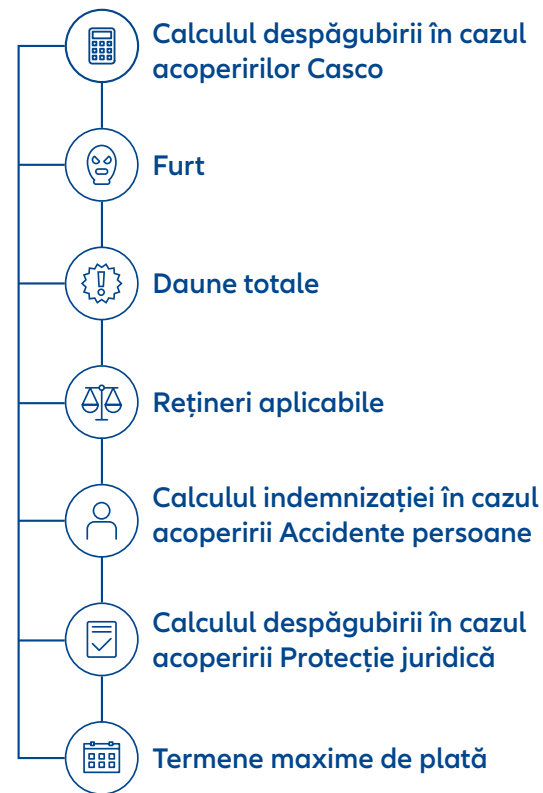 Calculul despăgubirii în cazul
acoperirilor Casco
Furt
Daune totale
Rețineri aplicabile
Calculul indemnizației în cazul
acoperirii Accidente persoane
Calculul despăgubirii în cazul
acoperirii Protecție juridică
Termene maxime de plată